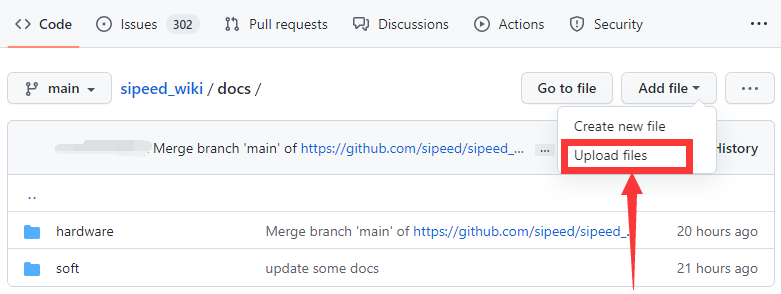 Code Issues 302 Pull requests Discussions Actions Security ...
main sipeed_wiki / docs / Go to file Add file ...
Create new file
Merge branch 'main' of https://github.com/sipeed/sipeed_... ... Upload files History
..
hardware Merge branch 'main' of https://github.com/sipeed/sipeed_... 20 hours ago
soft update some docs 21 hours ago